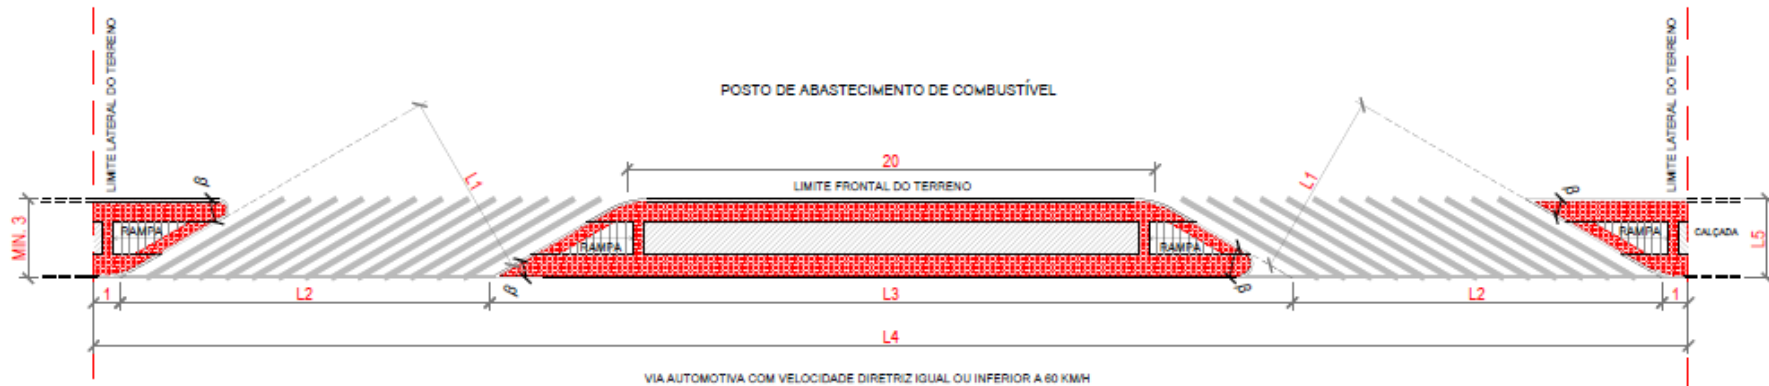 LIMITE LATERAL DO TERRENO
LIMITE LATERAL DO TERRENO
POSTO DE ABASTECIMENTO DE COMBUSTÍVEL
L1
L1
20
LIMITE FRONTAL DO TERRENO
β
β
MIN. 3
RAMPA
RAMPA
RAMPA
RAMPA
CALÇADA
L5
β
β
1
L2
L3
L2
1
L4
VIA AUTOMOTIVA COM VELOCIDADE DIRETRIZ IGUAL OU INFERIOR A 60 KM/H